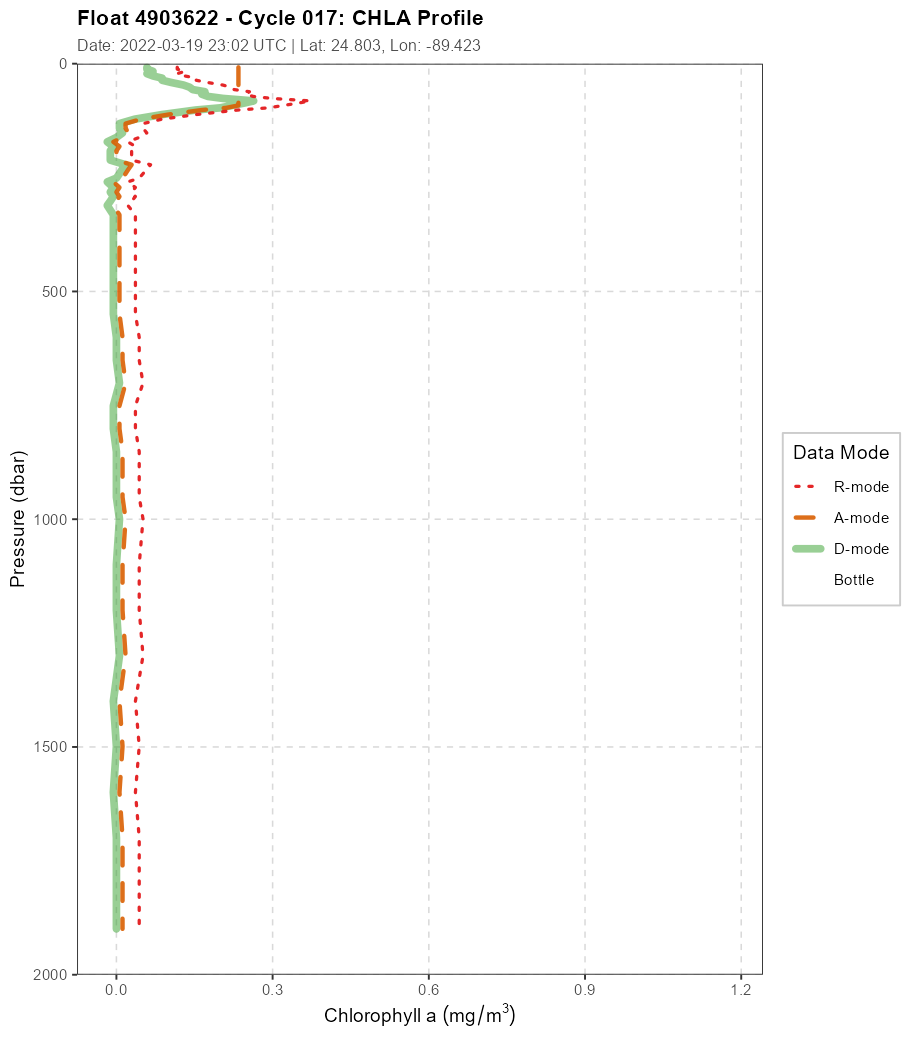 Float 4903622 - Cycle 017: CHLA Profile
Date: 2022-03-19 23:02 UTC | Lat: 24.803, Lon: -89.423
0
500
1000
1500
2000
Pressure (dbar)
0.0 0.3 0.6 0.9 1.2
Chlorophyll a (mg/m³)
Data Mode
R-mode
A-mode
D-mode
Bottle